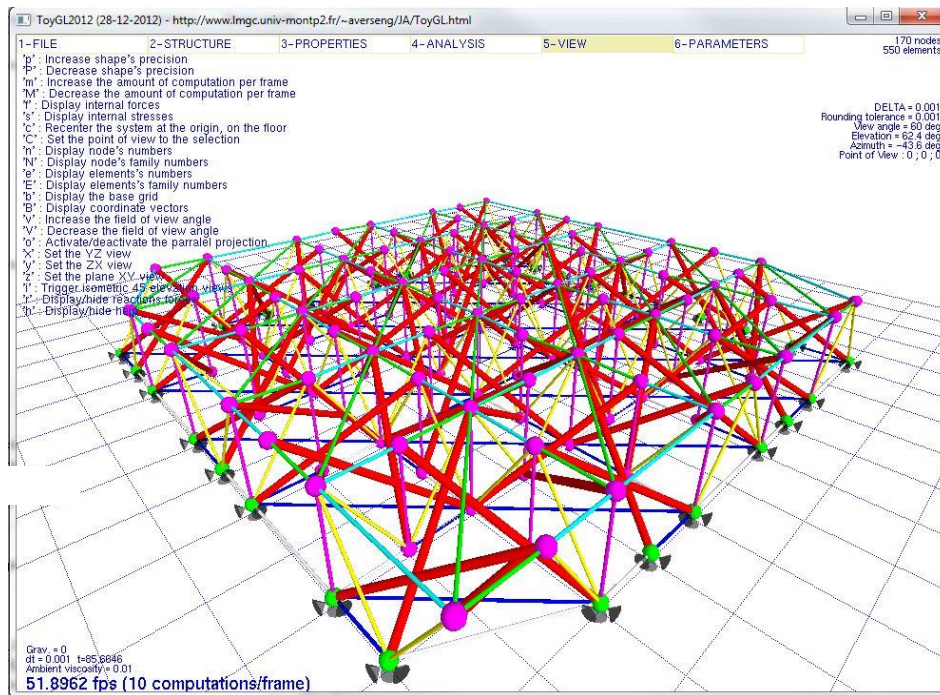 ToyGL2012 (28-12-2012) - http://www.lmgc.univ-montp2.fr/~averseng/JA/ToyGL.html
1-FILE 2-STRUCTURE 3-PROPERTIES 4-ANALYSIS 5-VIEW 6-PARAMETERS
170 nodes
550 elements
'p': Increase shape's precision
'P': Decrease shape's precision
'm': Increase the amount of computation per frame
'M': Decrease the amount of computation per frame
'f': Display internal forces
's': Display internal stresses
'c': Recenter the system at the origin, on the floor
'C': Set the point of view to the selection
'n': Display node's numbers
'N': Display node's family numbers
'e': Display elements's numbers
'E': Display elements's family numbers
'b': Display the base grid
'B': Display coordinate vectors
'v': Increase the field of view angle
'V': Decrease the field of view angle
'o': Activate/deactivate the parralel projection
'x': Set the YZ view
'y': Set the ZX view
'z': Set the plane XY view
'i': Trigger isometric 45 elevation views
'r': Display/hide reactions forces
'h': Display/hide help
DELTA = 0.001
Rounding tolerance = 0.001
View angle = 60 deg
Elevation = 62.4 deg
Azimuth = -43.6 deg
Point of View : 0 ; 0 ; 0
Grav. = 0
dt = 0.001 t=85.6646
Ambient viscosity = 0.01
51.8962 fps (10 computations/frame)